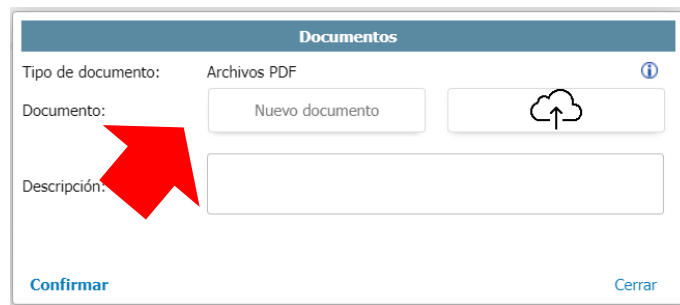 Documentos
Tipo de documento: Archivos PDF
Documento: Nuevo documento
Descripción:
Confirmar Cerrar